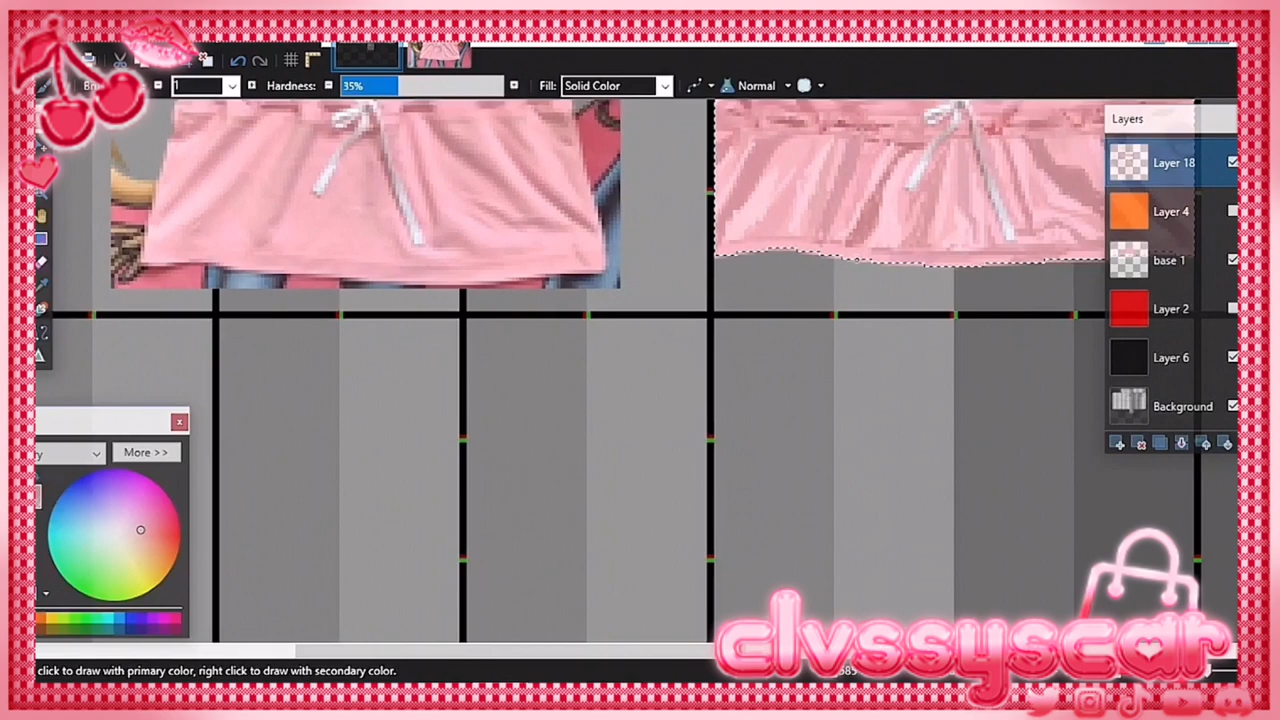 1 Hardness: 35% Fill: Solid Color Normal
Layers
Layer 18
Layer 4
base 1
Layer 2
Layer 6
Background
More >>
click to draw with primary color, right click to draw with secondary color.
clvssyscar